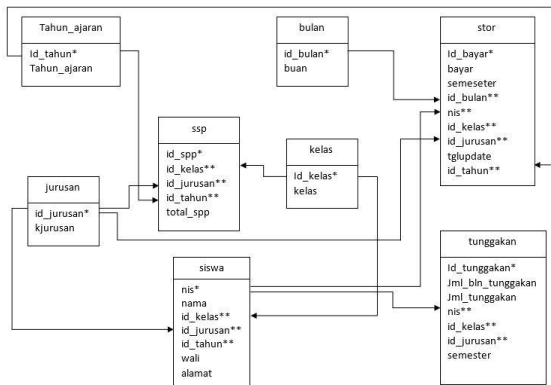 Tahun_ajaran
Id_tahun*
Tahun_ajaran
bulan
id_bulan*
buan
stor
Id_bayar*
bayar
semeseter
id_bulan**
nis**
id_kelas**
id_jurusan**
tglupdate
id_tahun**
ssp
id_spp*
id_kelas**
id_jurusan**
id_tahun**
total_spp
kelas
Id_kelas*
kelas
jurusan
id_jurusan*
kjurusan
siswa
nis*
nama
id_kelas**
id_jurusan**
id_tahun**
wali
alamat
tunggakan
Id_tunggakan*
Jml_bln_tunggakan
Jml_tunggakan
nis**
id_kelas**
id_jurusan**
semester